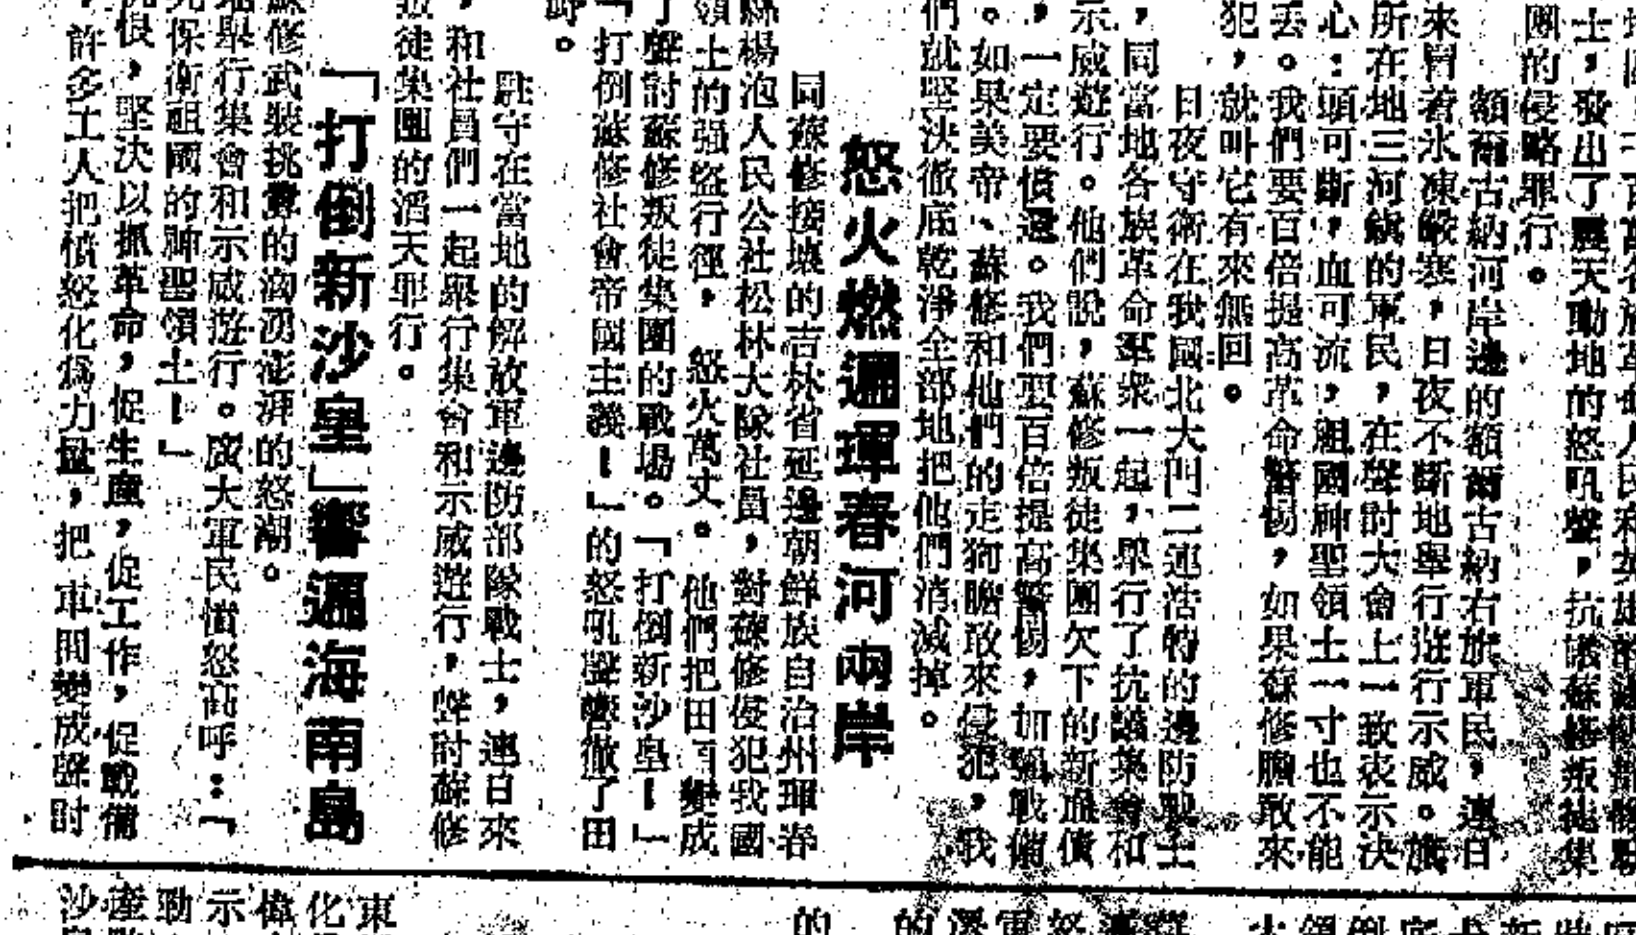 士，發出了震天動地的怒吼聲，抗議蘇修叛徒集
團的侵略罪行。
額爾古納河岸邊的額爾古納右旗軍民，連日
來冒着氷凍嚴寒，日夜不斷地舉行遊行示威。旗
所在地三河鎮的軍民，在聲討大會上一致表示決
心：頭可斷，血可流，祖國神聖領土一寸也不能
丟。我們要百倍提高革命警惕，如果蘇修膽敢來
犯，就叫它有來無回。
日夜守衛在我國北大門二連浩特的邊防戰士
，同當地各族革命羣衆一起，舉行了抗議集會和
示威遊行。他們說，蘇修叛徒集團欠下的新血債
，一定要償還。我們要百倍提高警惕，加強戰備
。如果美帝、蘇修和他們的走狗膽敢來侵犯，我
們就堅決徹底乾淨全部地把他們消滅掉。
怒火燃遍琿春河兩岸
同蘇修接壤的吉林省延邊朝鮮族自治州琿春
縣楊泡人民公社松林大隊社員，對蘇修侵犯我國
領土的强盜行徑，怒火萬丈。他們把田間變成
了聲討蘇修叛徒集團的戰場。「打倒新沙皇！」
「打倒蘇修社會帝國主義！」的怒吼聲響徹了田
野。
駐守在當地的解放軍邊防部隊戰士，連日來
，和社員們一起舉行集會和示威遊行，聲討蘇修
叛徒集團的滔天罪行。
「打倒新沙皇」響遍海南島
蘇修武裝挑釁的洶湧澎湃的怒潮。
舉行集會和示威遊行。廣大軍民憤怒高呼：「
保衛祖國的神聖領土！」
恨，堅決以抓革命，促生產，促工作，促戰備
，許多工人把憤怒化爲力量，把車間變成聲討